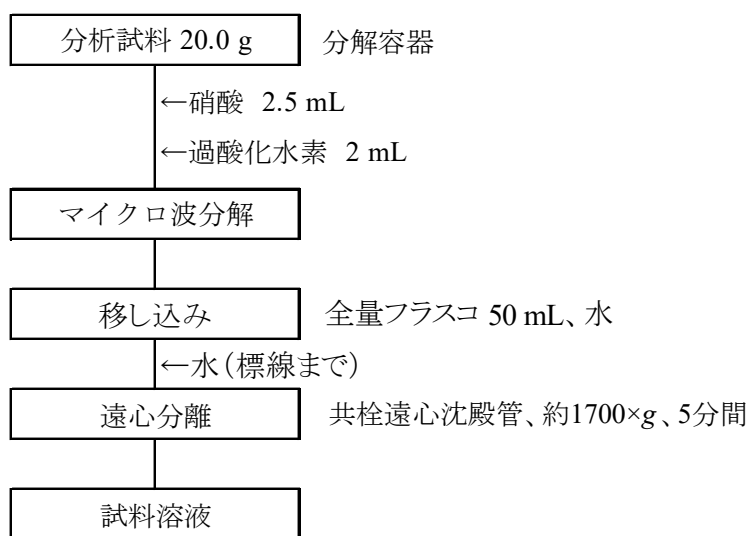 分析試料 20.0 g 分解容器
←硝酸 2.5 mL
←過酸化水素 2 mL
マイクロ波分解
移し込み 全量フラスコ 50 mL、水
←水（標線まで）
遠心分離 共栓遠心沈殿管、約1700×g、5分間
試料溶液